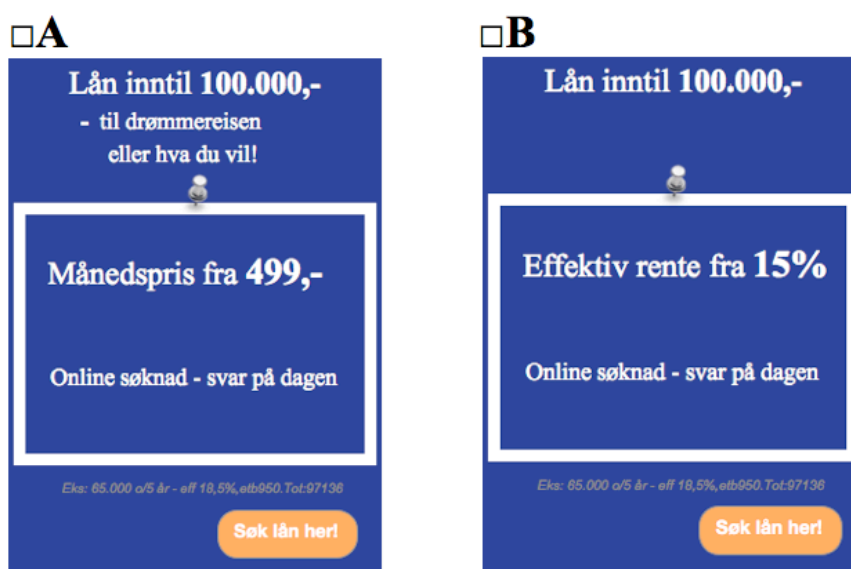 □A
Lån inntil 100.000,-
- til drømmereisen
eller hva du vil!
Månedspris fra 499,-
Online søknad - svar på dagen
Eks: 65.000 o/5 år - eff 18,5%,etb950.Tot:97136
Søk lån her!
□B
Lån inntil 100.000,-
Effektiv rente fra 15%
Online søknad - svar på dagen
Eks: 65.000 o/5 år - eff 18,5%,etb950.Tot:97136
Søk lån her!